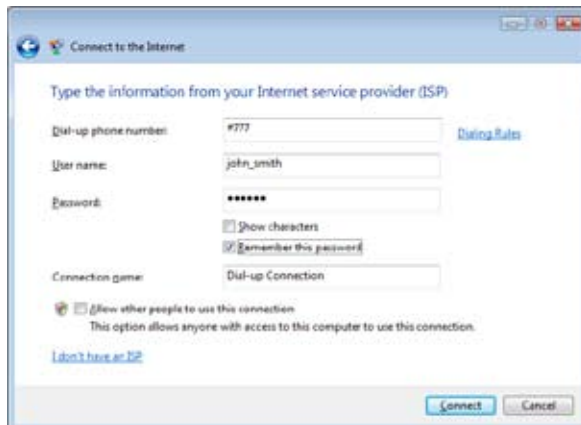 Connect to the Internet
Type the information from your Internet service provider (ISP)
Dial-up phone number: #777 Dialing Rules
User name: john_smith
Password: ••••••
Show characters
Remember this password
Connection name: Dial-up Connection
Allow other people to use this connection
This option allows anyone with access to this computer to use this connection.
I don't have an ISP
Connect Cancel